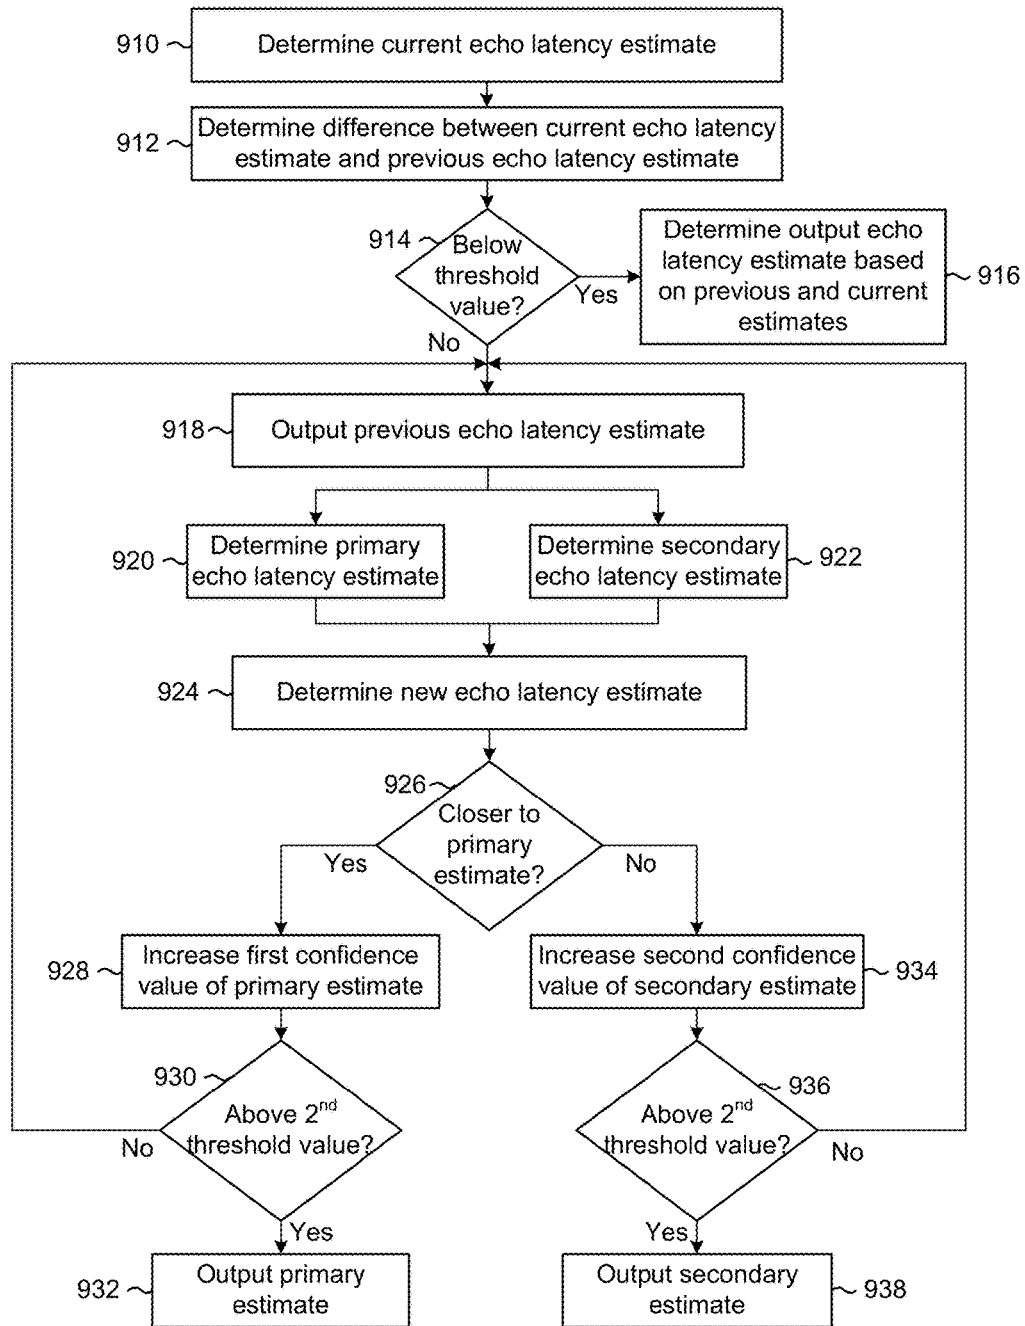 910
Determine current echo latency estimate
912
Determine difference between current echo latency
estimate and previous echo latency estimate
914
Below
threshold
value?
Yes
No
Determine output echo
latency estimate based
on previous and current
estimates
916
918
Output previous echo latency estimate
920
Determine primary
echo latency estimate
Determine secondary
echo latency estimate
922
924
Determine new echo latency estimate
926
Closer to
primary
estimate?
Yes
No
928
Increase first confidence
value of primary estimate
Increase second confidence
value of secondary estimate
934
930
Above 2nd
threshold value?
No
Yes
936
Above 2nd
threshold value?
No
Yes
932
Output primary
estimate
Output secondary
estimate
938